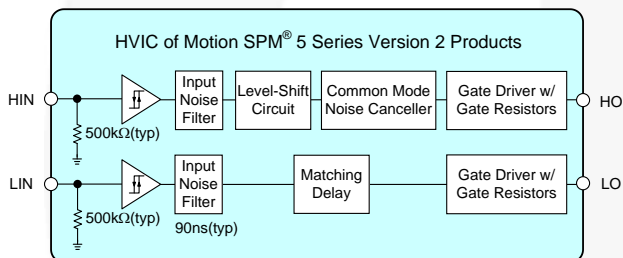 HVIC of Motion SPM® 5 Series Version 2 Products
HIN
500kΩ(typ)
Input
Noise
Filter
Level-Shift
Circuit
Common Mode
Noise Canceller
Gate Driver w/
Gate Resistors
HO
LIN
500kΩ(typ)
Input
Noise
Filter
90ns(typ)
Matching
Delay
Gate Driver w/
Gate Resistors
LO